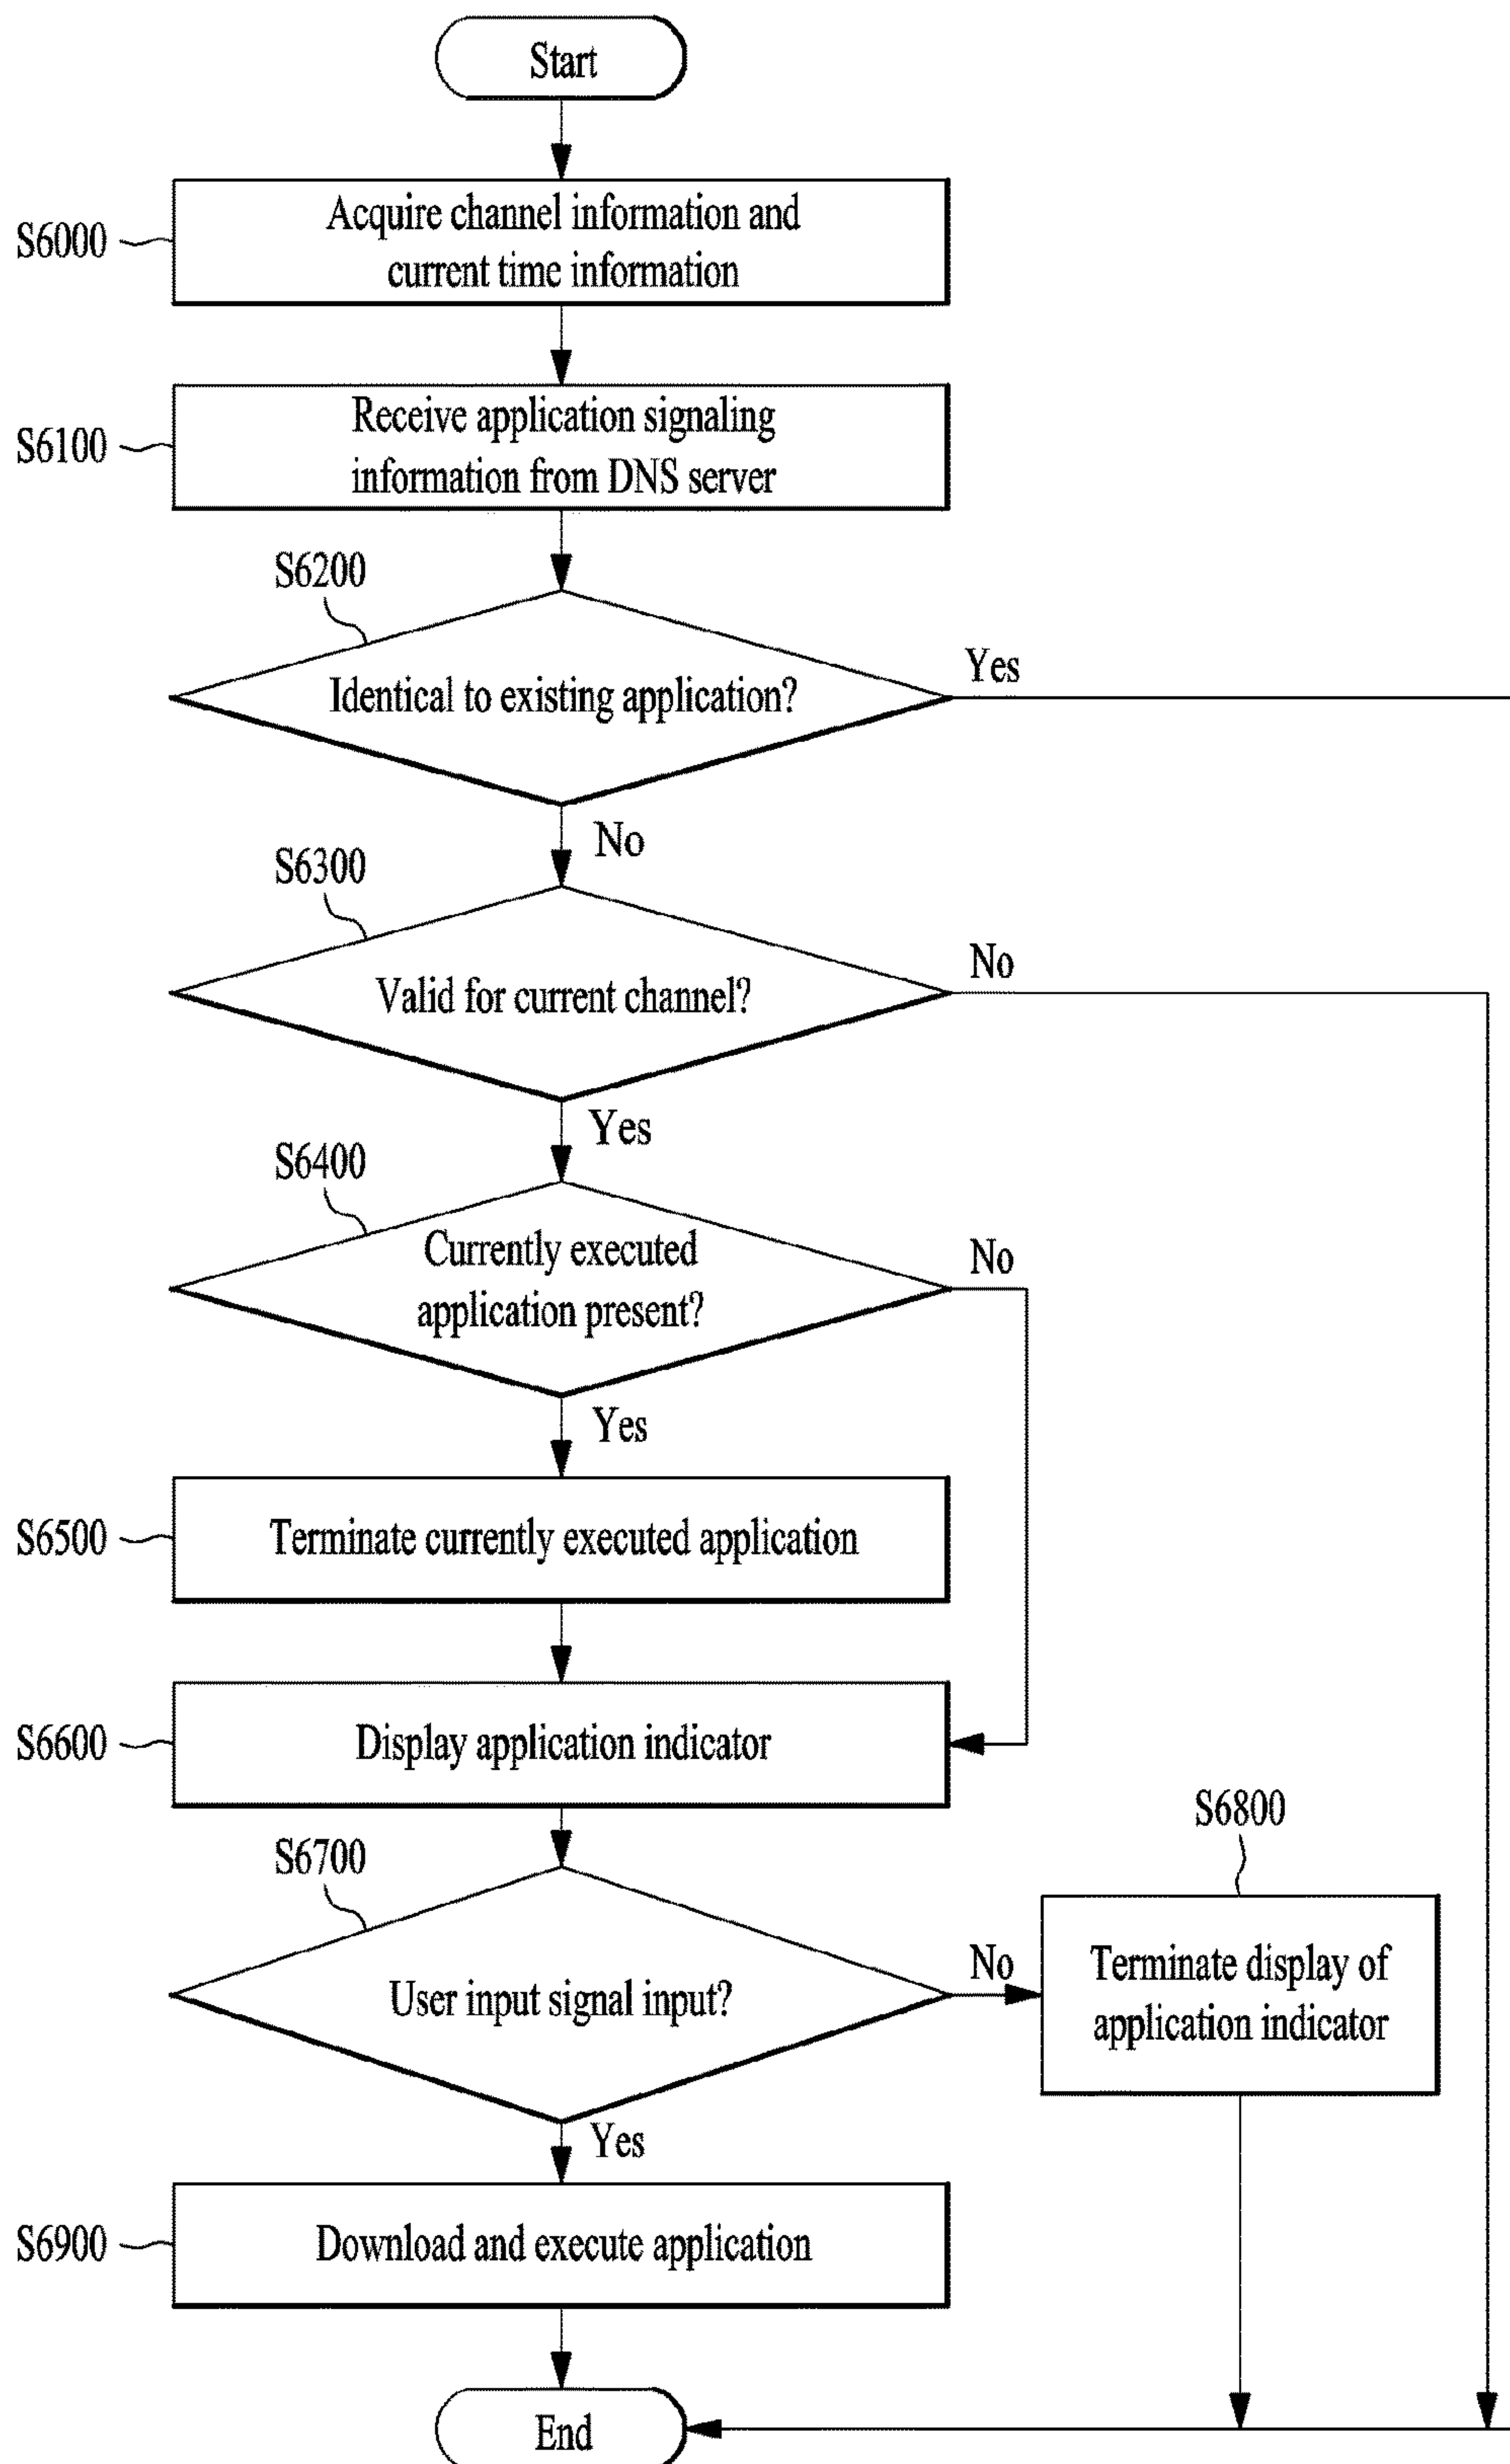 Start
S6000
Acquire channel information and
current time information
S6100
Receive application signaling
information from DNS server
S6200
Identical to existing application?
Yes
No
S6300
Valid for current channel?
No
Yes
S6400
Currently executed
application present?
No
Yes
S6500
Terminate currently executed application
S6600
Display application indicator
S6700
User input signal input?
No
S6800
Terminate display of
application indicator
Yes
S6900
Download and execute application
End